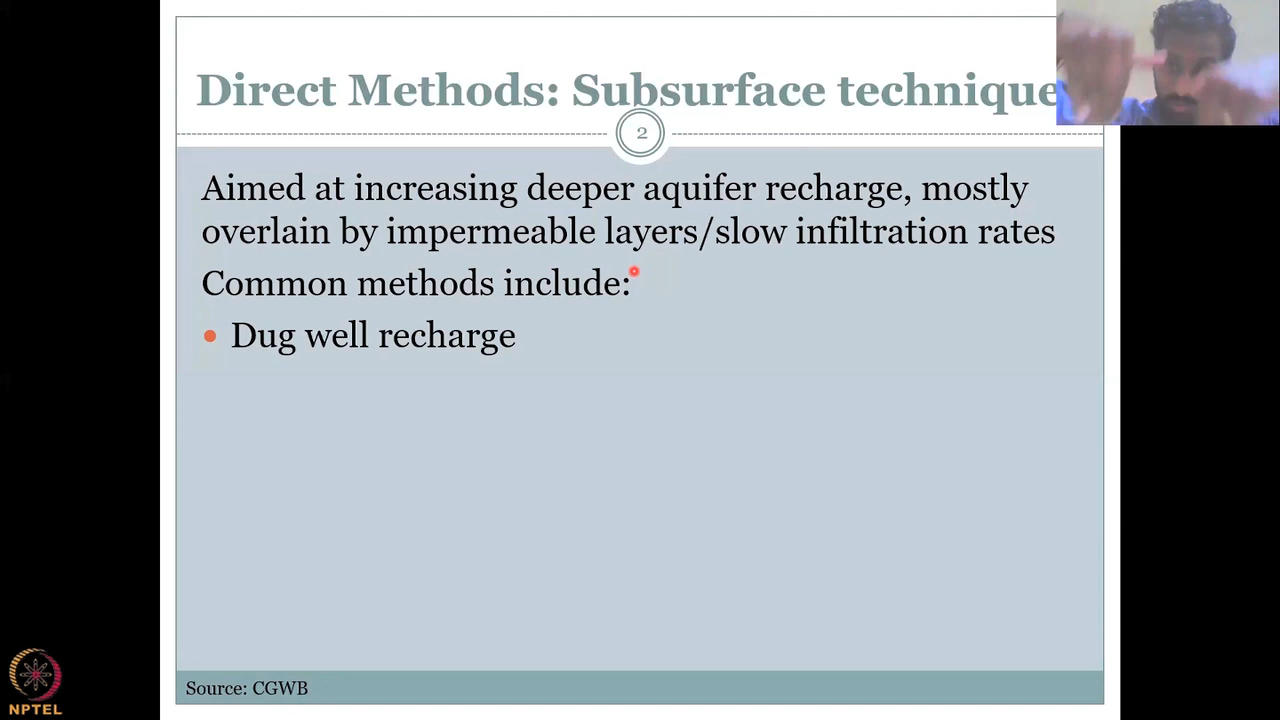 Direct Methods: Subsurface technique
2
Aimed at increasing deeper aquifer recharge, mostly
overlain by impermeable layers/slow infiltration rates
Common methods include:
• Dug well recharge
Source: CGWB
NPTEL